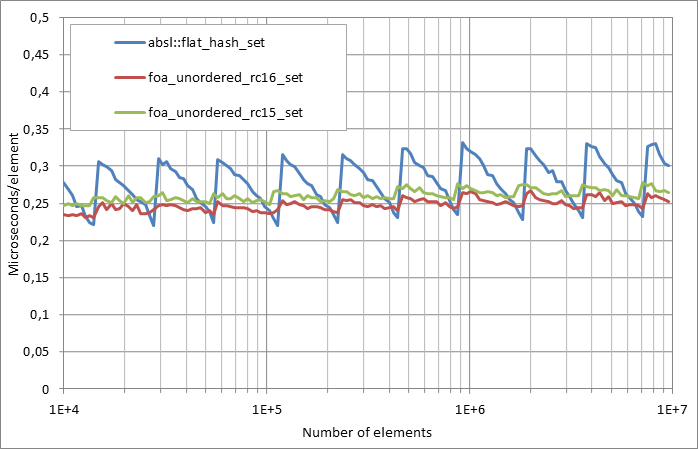 0,5
0,45
0,4
0,35
0,3
0,25
0,2
0,15
0,1
0,05
0
Microseconds/element
absl::flat_hash_set
foa_unordered_rc16_set
foa_unordered_rc15_set
1E+4
1E+5
1E+6
1E+7
Number of elements